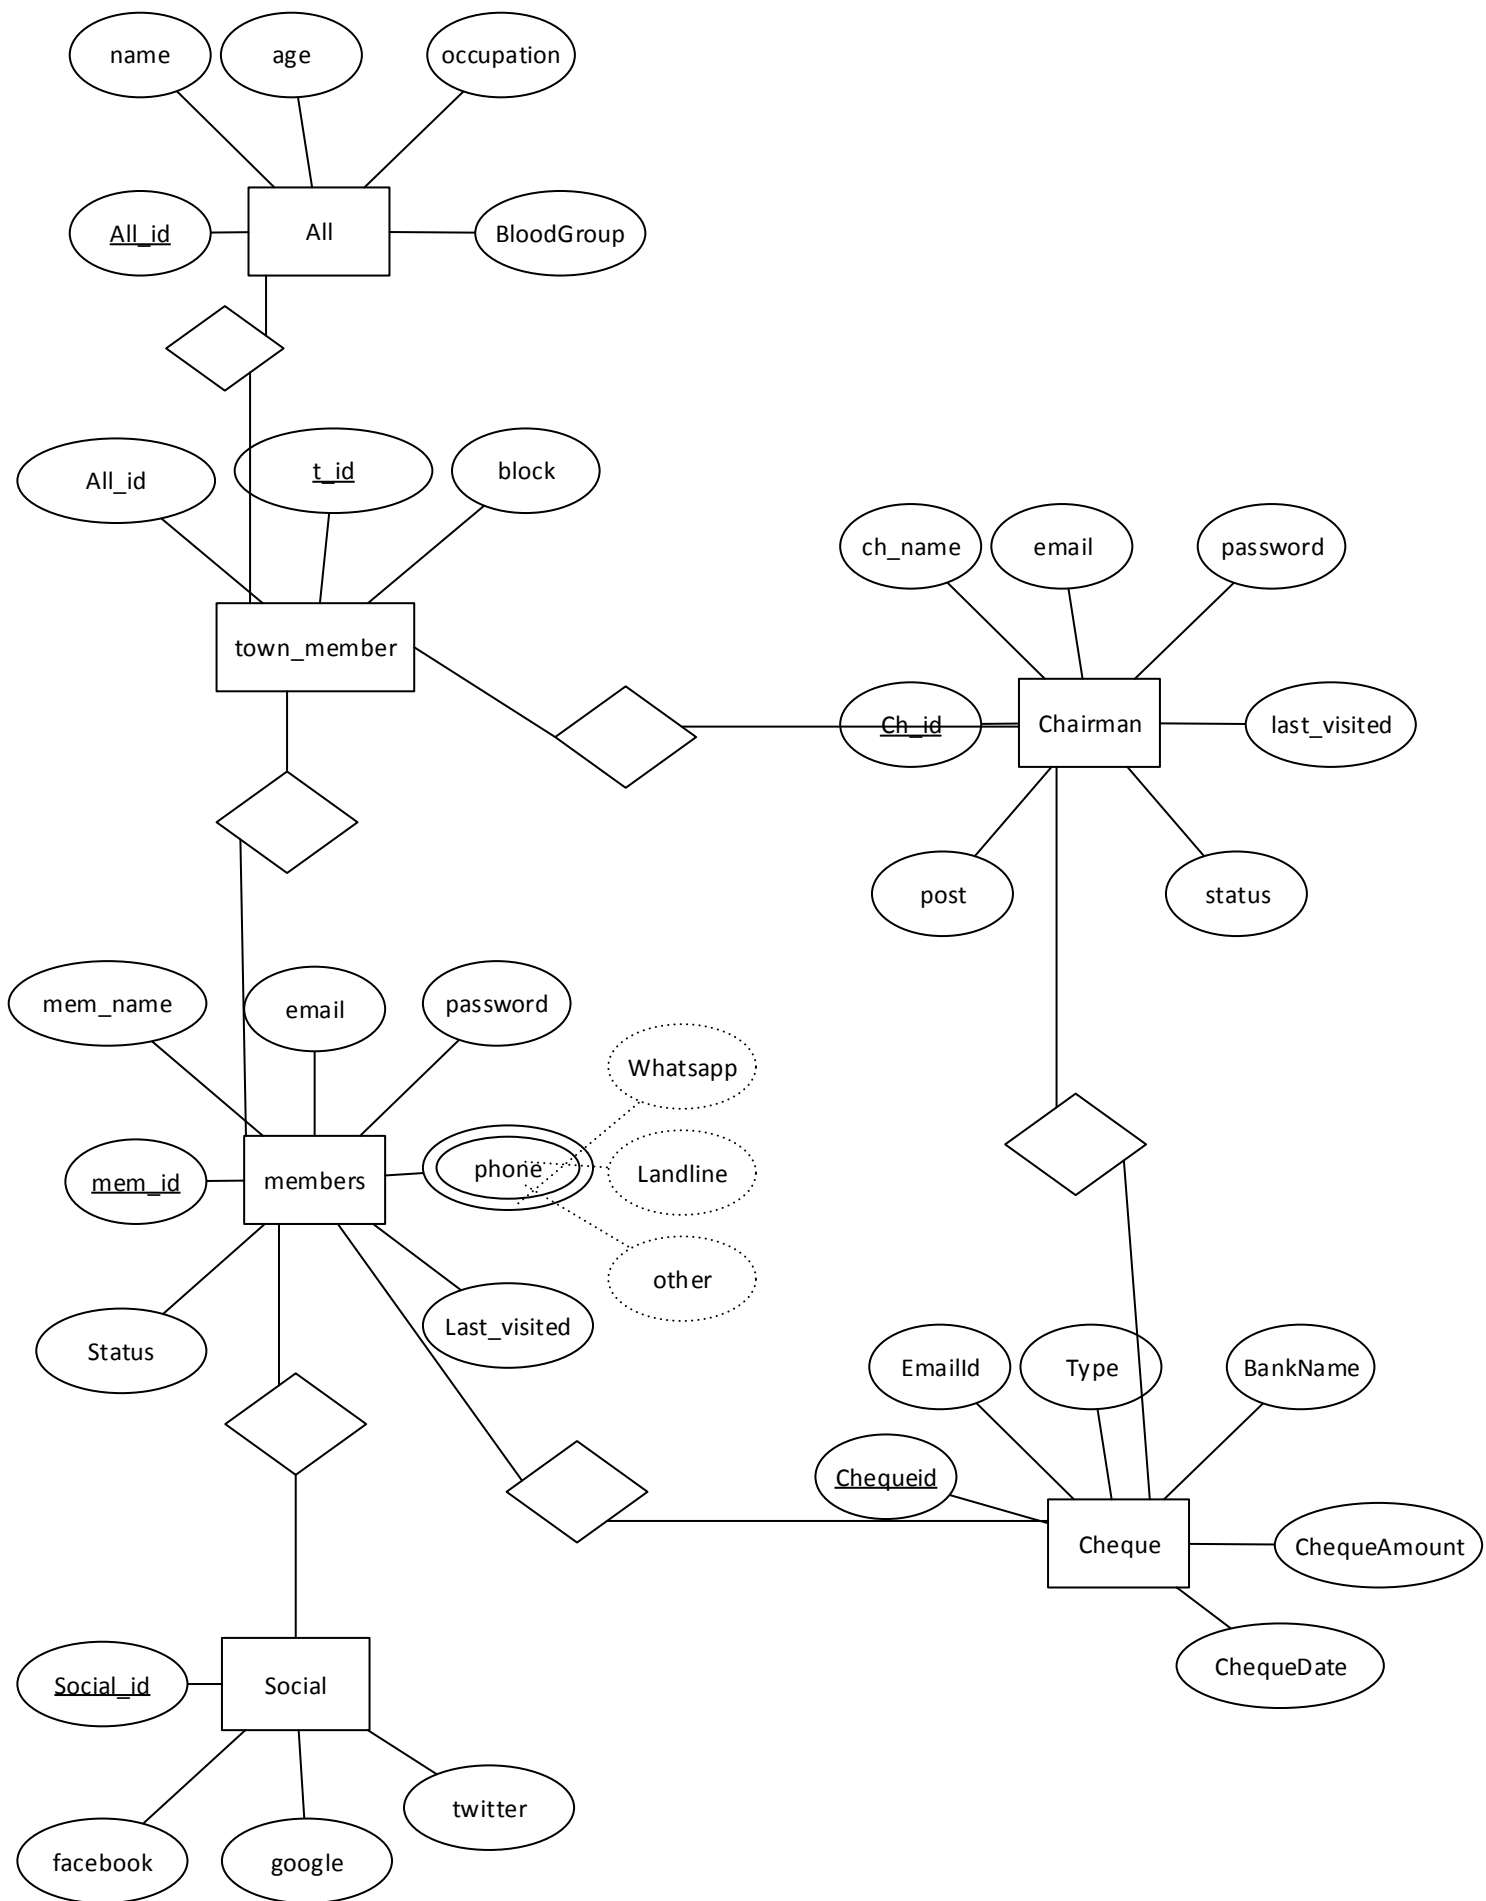 name
age
occupation
All_id
All
BloodGroup
All_id
t_id
block
town_member
ch_name
email
password
Ch_id
Chairman
last_visited
post
status
mem_name
email
password
Whatsapp
mem_id
members
phone
Landline
other
Status
Last_visited
EmailId
Type
BankName
Chequeid
Cheque
ChequeAmount
ChequeDate
Social_id
Social
twitter
facebook
google